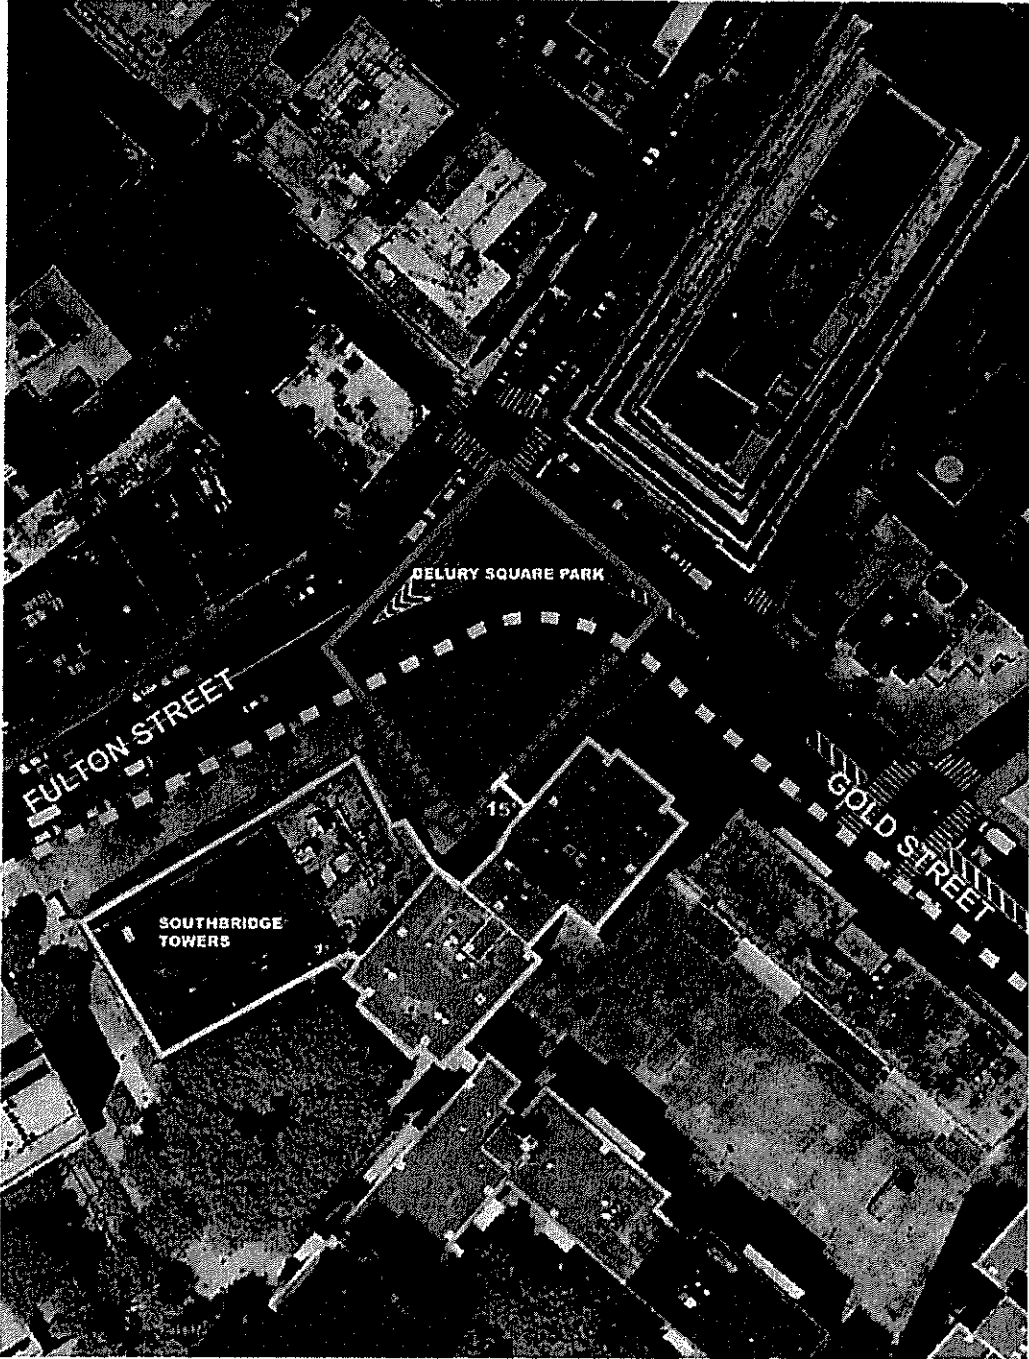 DELURY SQUARE PARK
FULTON STREET
15'
GOLD STREET
SOUTHBRIDGE
TOWERS